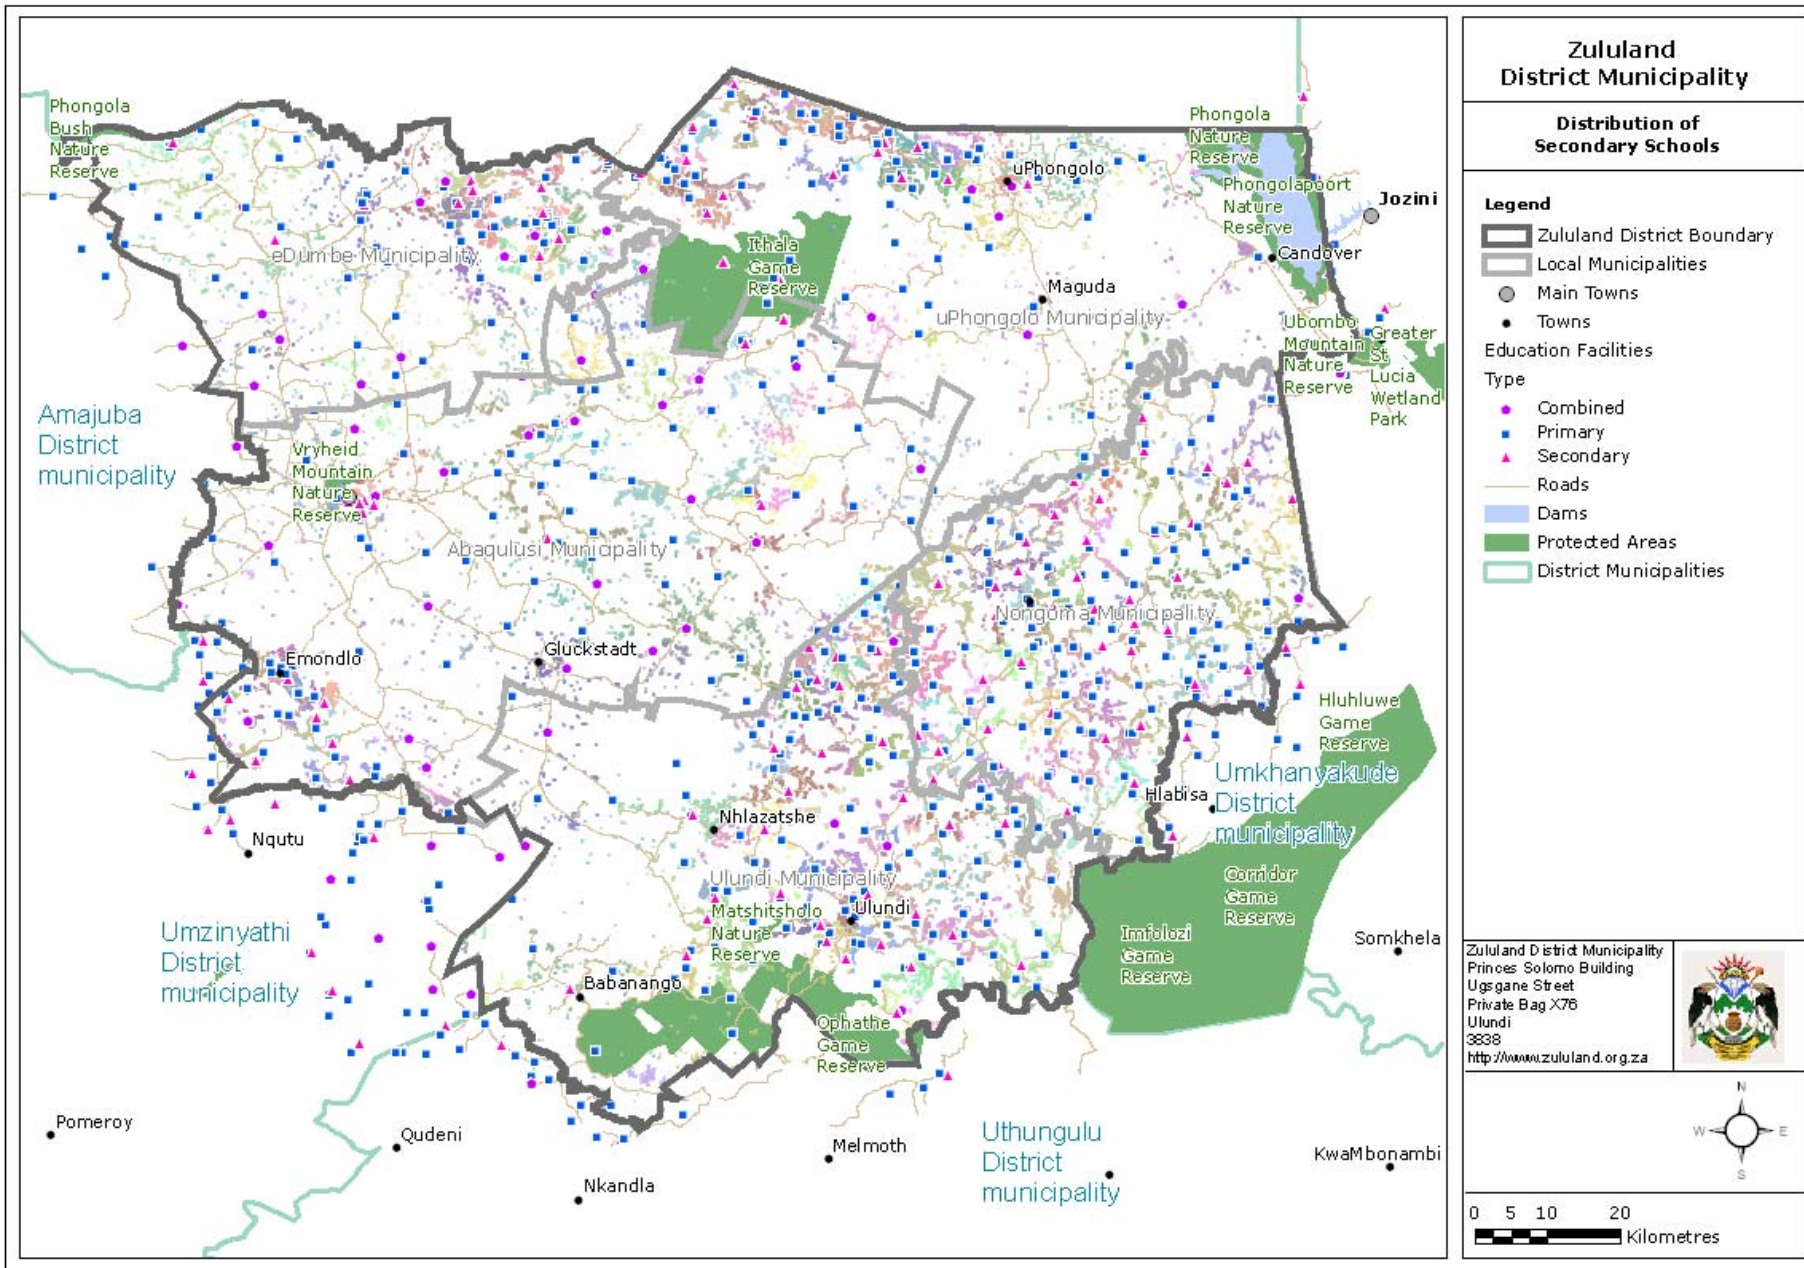 Phongola
Bush
Nature
Reserve
Phongola
Nature
Reserve
uPhongolo
Phongolapoort
Nature
Reserve
Jozini
eDumbe Municipality
Ithala
Game
Reserve
Candover
Maguda
uPhongolo Municipality
Ubombo
Mountain
Nature
Reserve
Greater
St
Lucia
Wetland
Park
Amajuba
District
municipality
Vryheid
Mountain
Nature
Reserve
Abaqulusi Municipality
Nongoma Municipality
Emondlo
Gluckstadt
Hluhluwe
Game
Reserve
Umkhanyakude
District
municipality
Hlabisa
Nhlazatshe
Nqutu
Ulundi Municipality
Corridor
Game
Reserve
Matshitsholo
Nature
Reserve
Ulundi
Umzinyathi
District
municipality
Imfolozi
Game
Reserve
Somkhela
Babanango
Ophathe
Game
Reserve
Pomeroy
Qudeni
Uthungulu
District
municipality
Melmoth
KwaMbonambi
Nkandla
Zululand
District Municipality
Distribution of
Secondary Schools
Legend
Zululand District Boundary
Local Municipalities
Main Towns
Towns
Education Facilities
Type
Combined
Primary
Secondary
Roads
Dams
Protected Areas
District Municipalities
Zululand District Municipality
Princes Solomo Building
Ugsgane Street
Private Bag X76
Ulundi
3838
http://www.zululand.org.za
N
W E
S
0 5 10 20
Kilometres